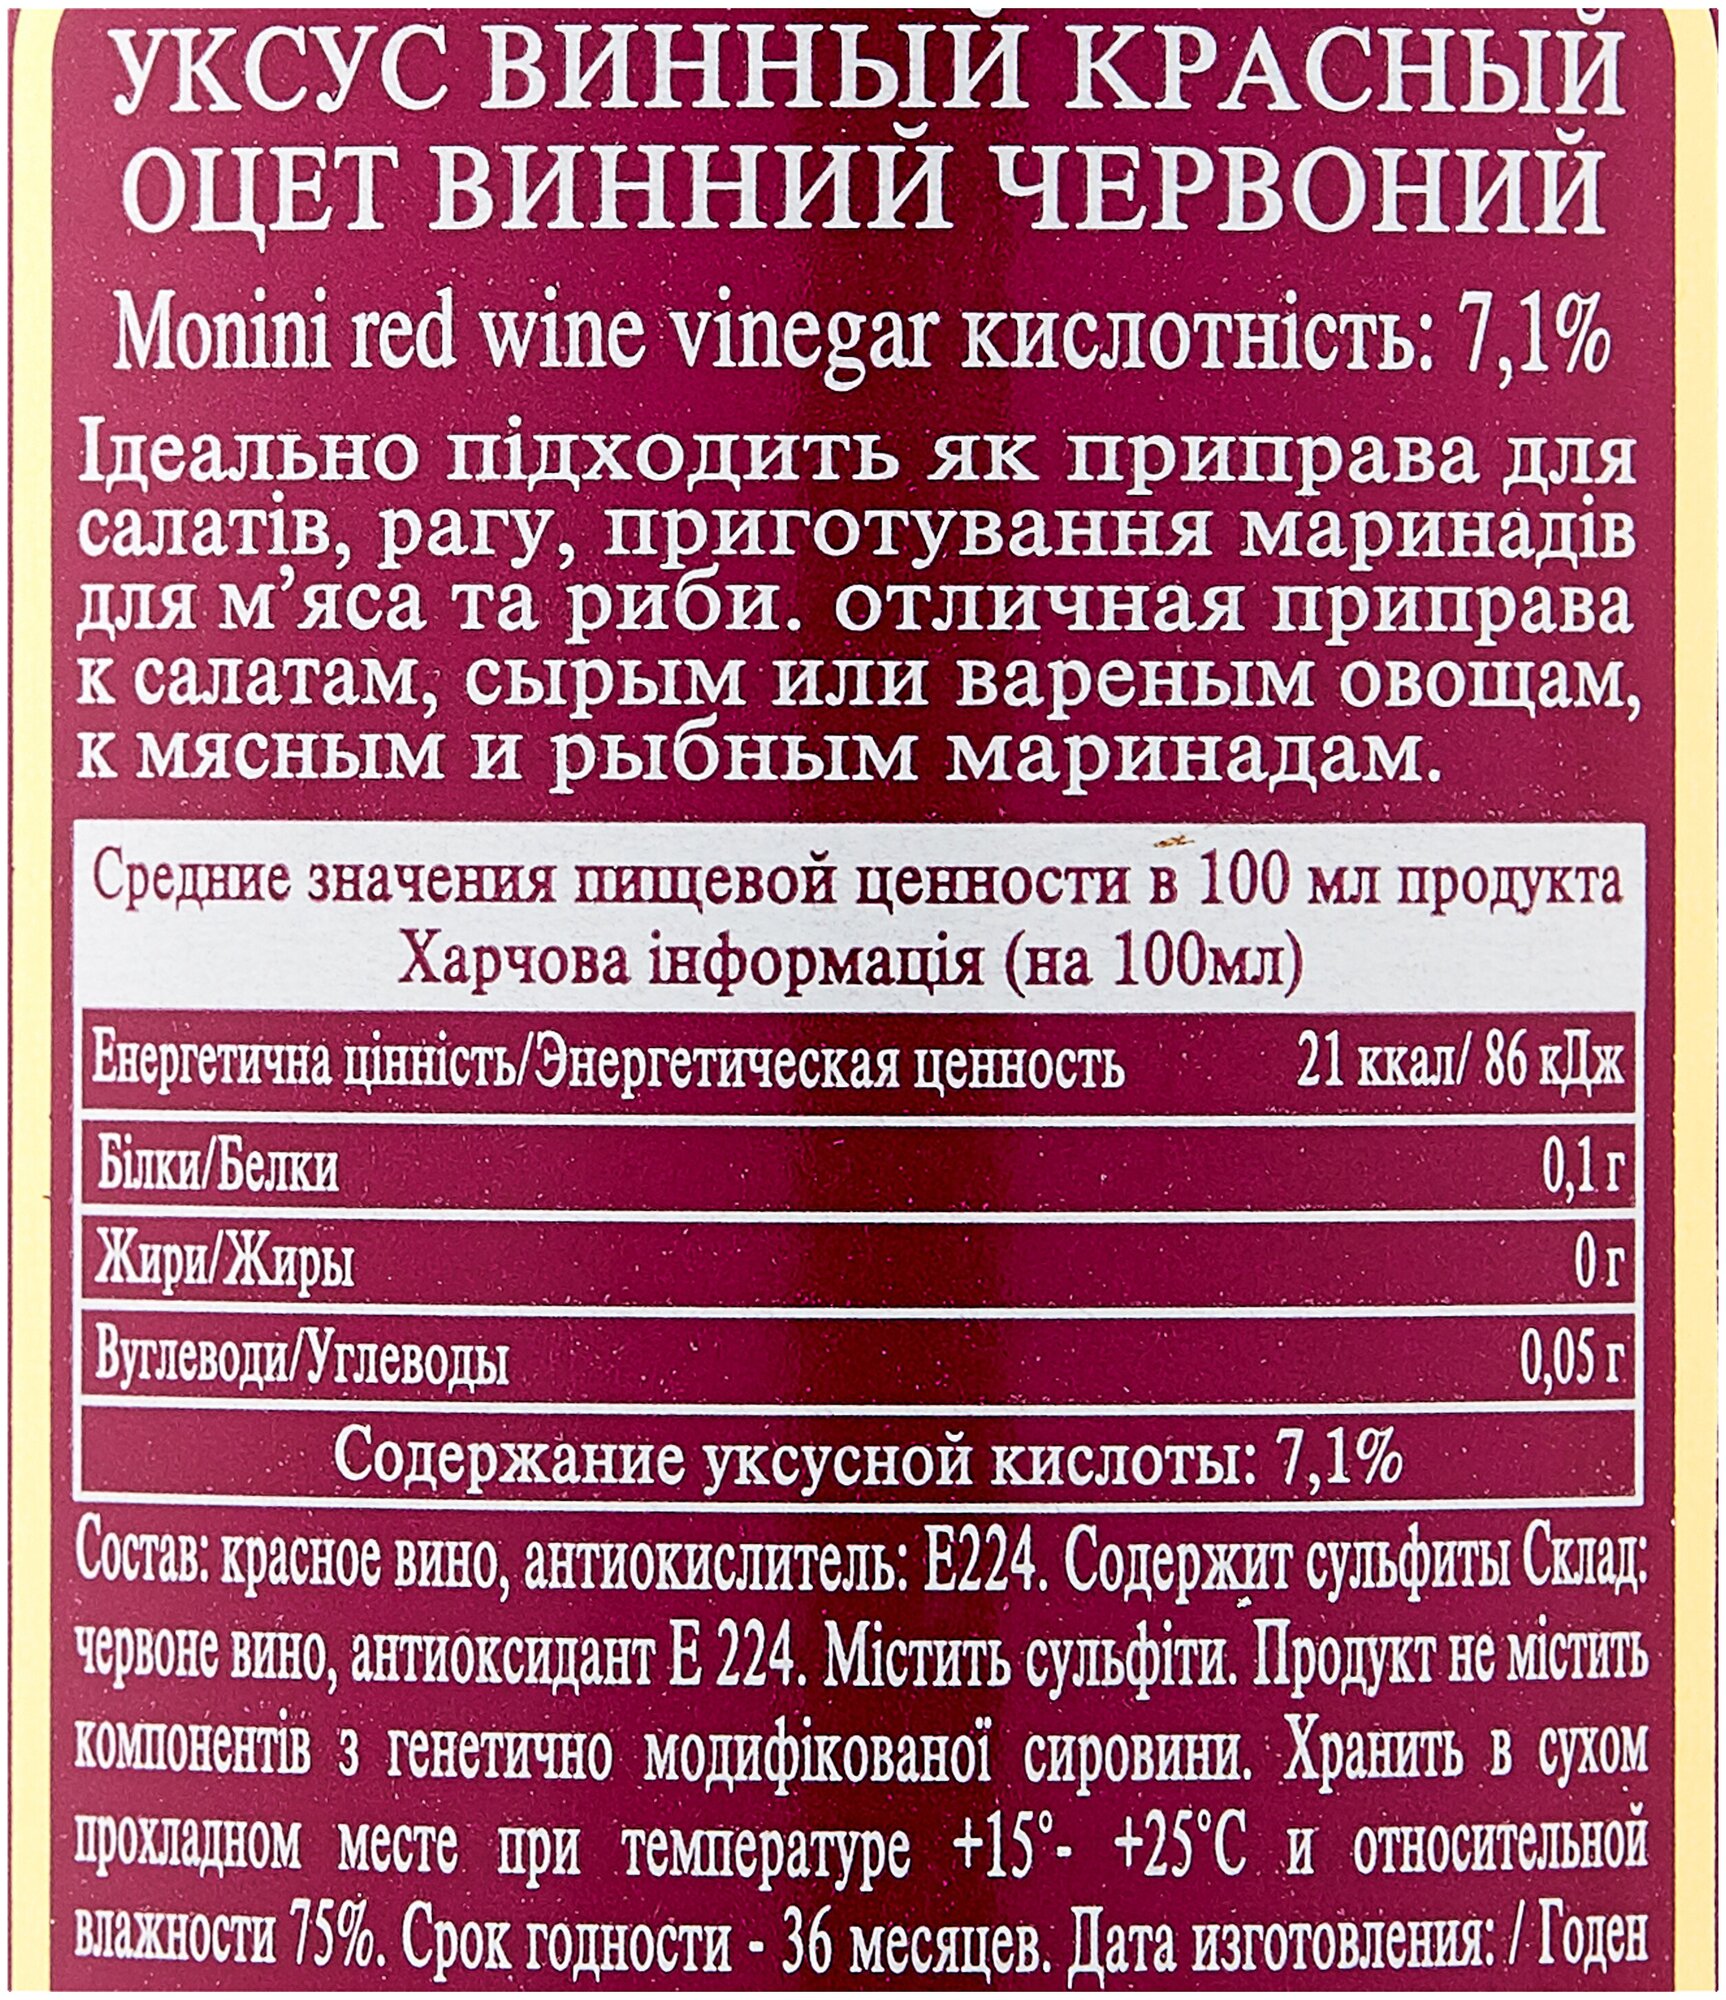 УКСУС ВИННЫЙ КРАСНЫЙ
ОЦЕТ ВИННИЙ ЧЕРВОНИЙ
Monini red wine vinegar кислотність: 7,1%
Ідеально підходить як приправа для
салатів, рагу, приготування маринадів
для м’яса та риби. отличная приправа
к салатам, сырым или вареным овощам,
к мясным и рыбным маринадам.
Средние значения пищевой ценности в 100 мл продукта
Харчова інформація (на 100мл)
Енергетична цінність/Энергетическая ценность 21 ккал/ 86 кДж
Білки/Белки 0,1 г
Жири/Жиры 0 г
Вуглеводи/Углеводы 0,05 г
Содержание уксусной кислоты: 7,1%
Состав: красное вино, антиокислитель: Е224. Содержит сульфиты Склад:
червоне вино, антиоксидант Е 224. Містить сульфіти. Продукт не містить
компонентів з генетично модифікованої сировини. Хранить в сухом
прохладном месте при температуре +15°- +25°С и относительной
влажности 75%. Срок годности - 36 месяцев. Дата изготовления: / Годен